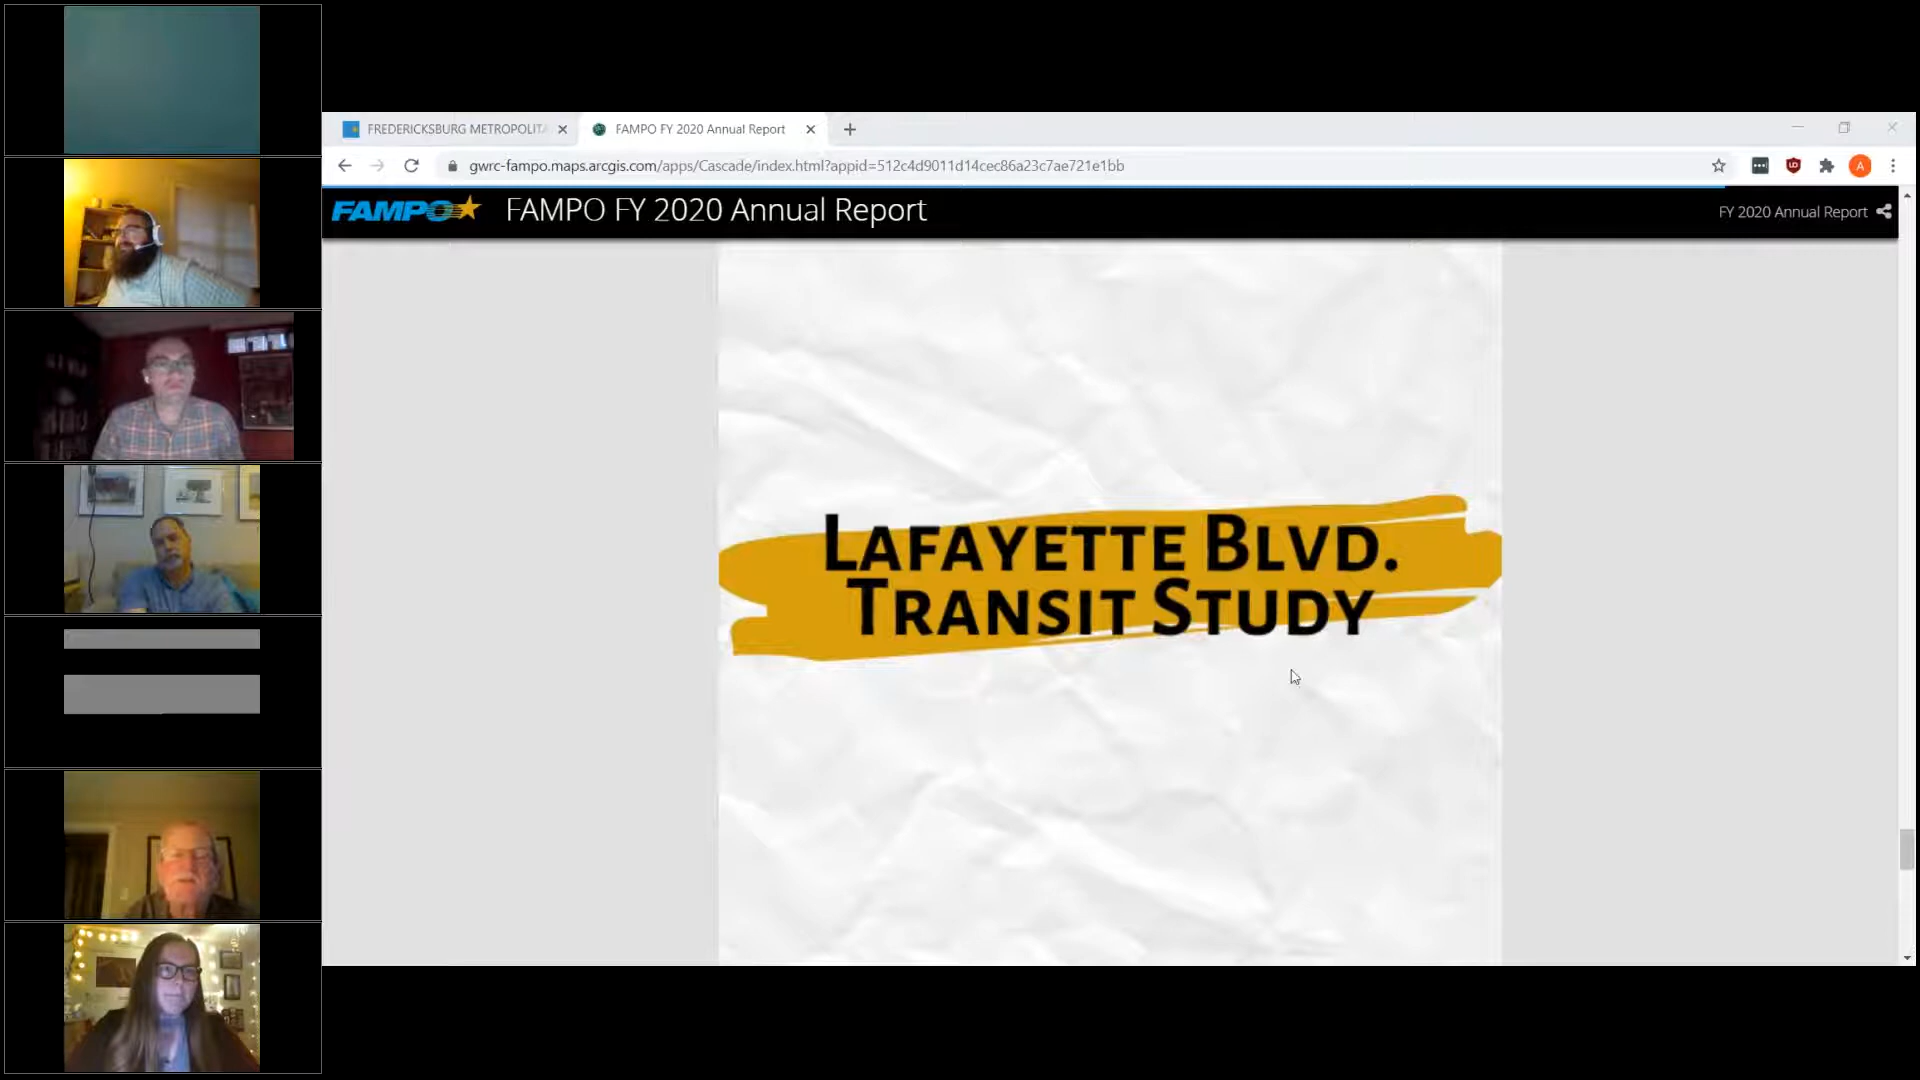 FREDERICKSBURG METROPOLITA
FAMPO FY 2020 Annual Report
gwrc-fampo.maps.arcgis.com/apps/Cascade/index.html?appid=512c4d9011d14cec86a23c7ae721e1bb
A
FAMPO
FAMPO FY 2020 Annual Report
FY 2020 Annual Report
LAFAYETTE BLVD.
TRANSIT STUDY